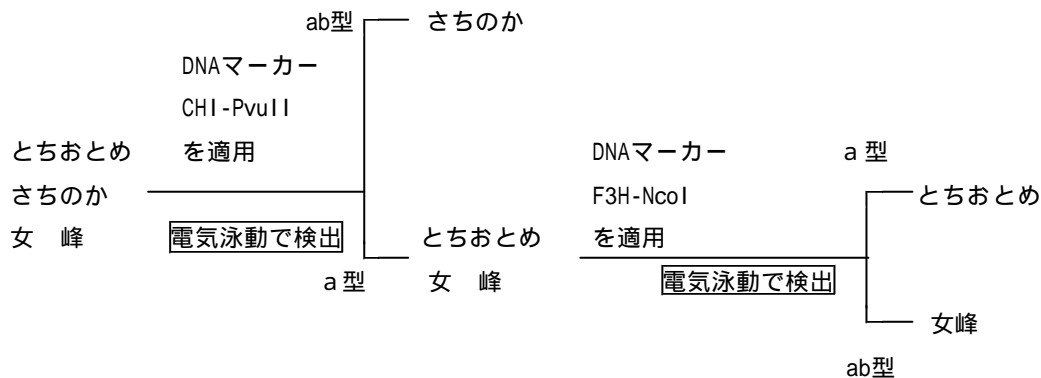 ab型 さちのか
DNAマーカー
CHI-PvuII
とちおとめ を適用
さちのか
女 峰 電気泳動で検出
とちおとめ
a型 女 峰
DNAマーカー a型
F3H-NcoI とちおとめ
を適用
電気泳動で検出
女峰
ab型